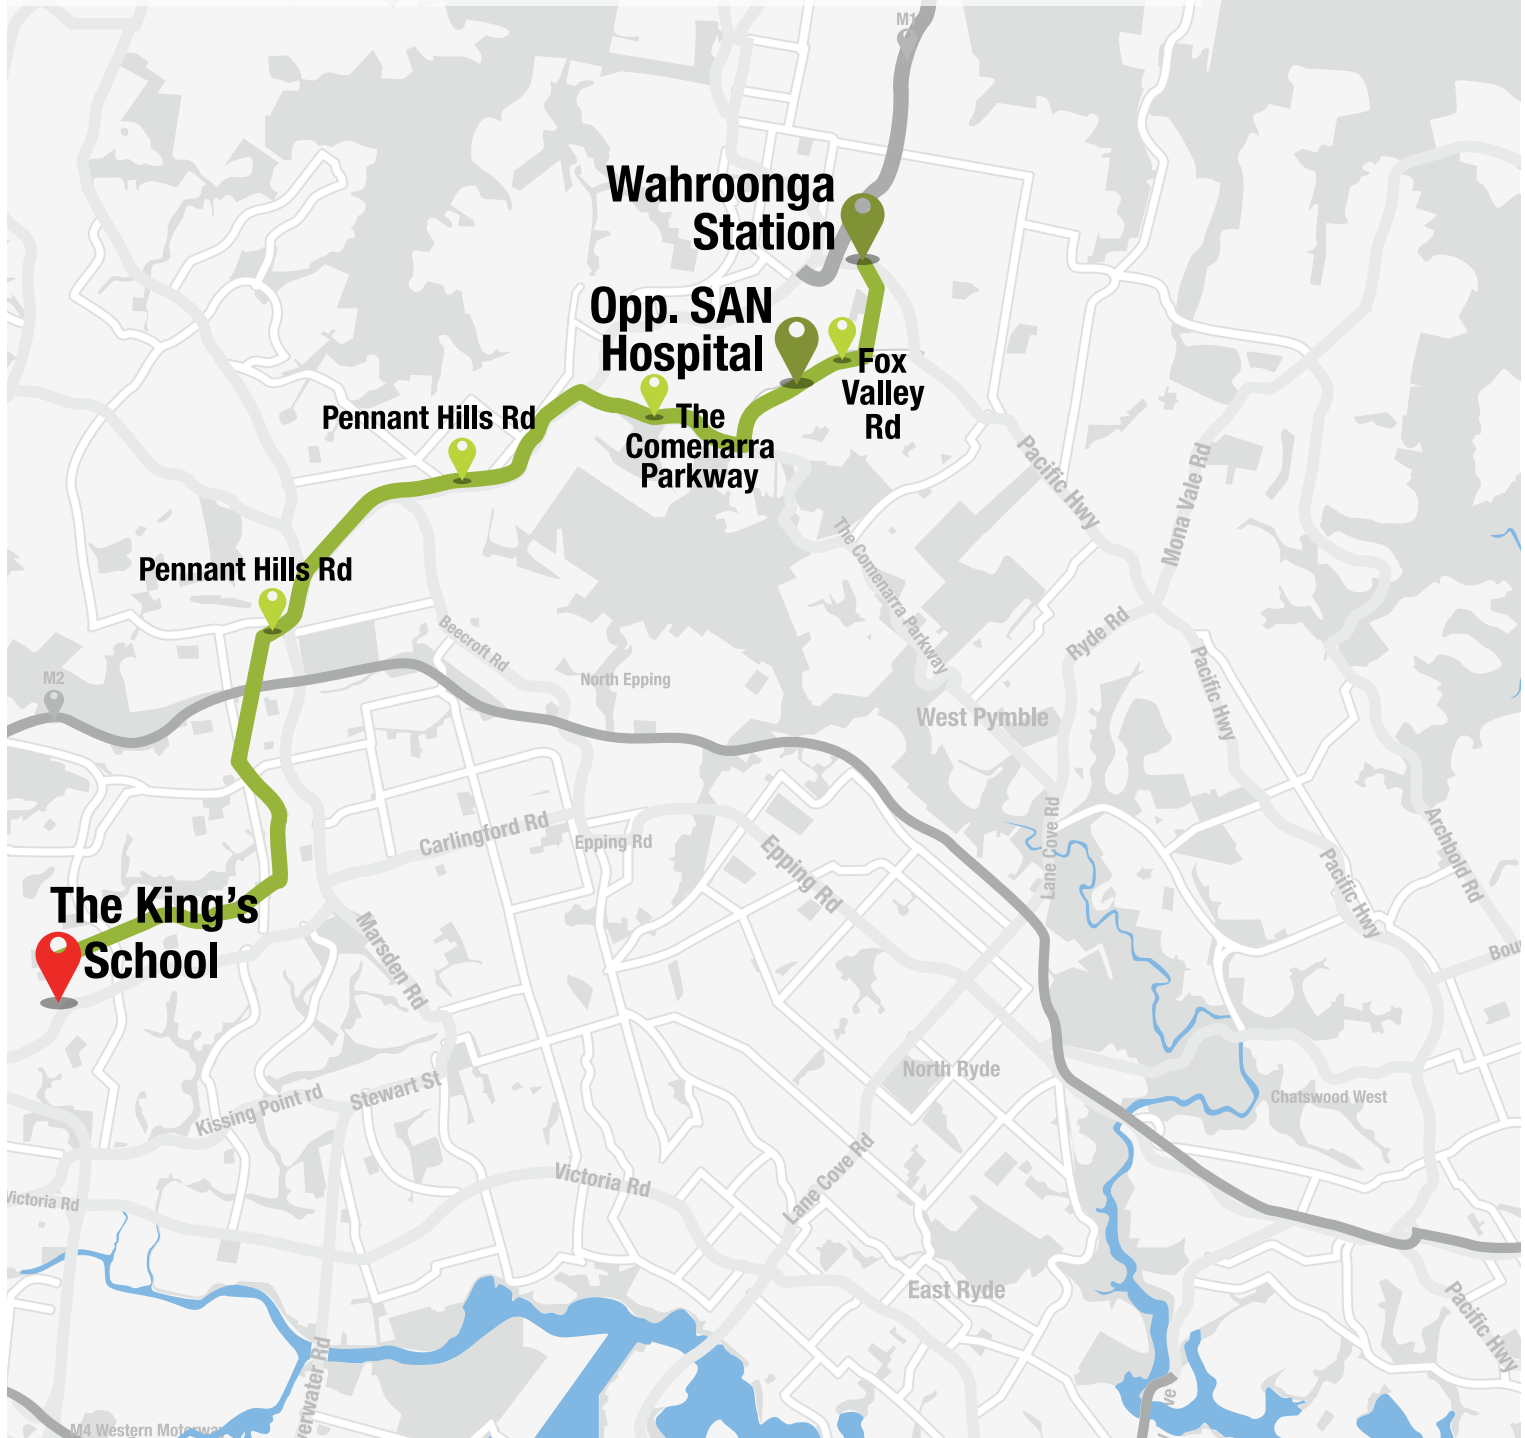 M1
Wahroonga
Station
Opp. SAN
Hospital
Fox
Valley
Rd
Pennant Hills Rd
The
Comenarra
Parkway
Pacific Hwy
Mona Vale Rd
The Comenarra Parkway
Pennant Hills Rd
Beecroft Rd
Ryde Rd
North Epping
M2
Pacific Hwy
West Pymble
Carlingford Rd
Epping Rd
Epping Rd
Lane Cove Rd
Archbold Rd
Pacific Hwy
The King's
School
Marsden Rd
North Ryde
Chatswood West
Kissing Point rd
Stewart St
Victoria Rd
Lane Cove Rd
Victoria Rd
East Ryde
Pacific Hwy
M4 Western Motorwa